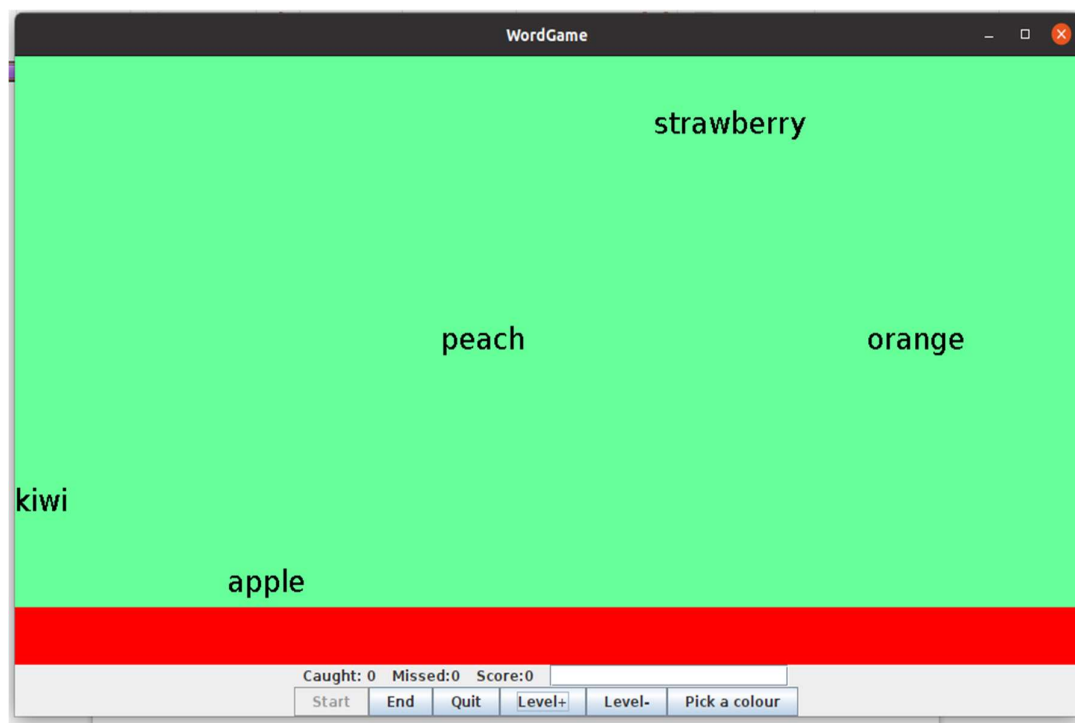 WordGame
strawberry
peach orange
kiwi
apple
Caught: 0 Missed:0 Score:0
Start End Quit Level+ Level- Pick a colour